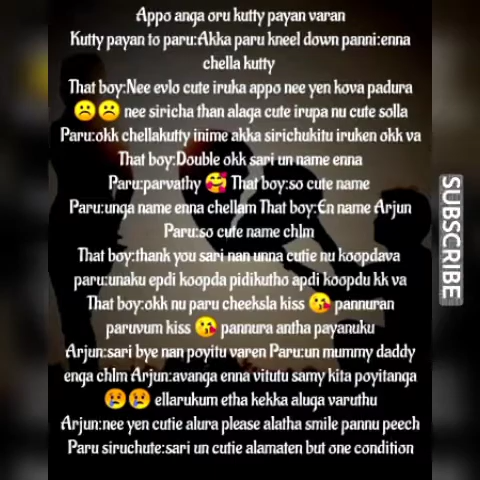 Appo anga oru kutty payan varan
Kutty payan to paru:Akka paru kneel down panni:enna
chella kutty
That boy:Nee evlo cute iruka appo nee yen kova padura
☹️☹️ nee siricha than alaga cute irupa nu cute solla
Paru:okk chellakutty inime akka sirichukitu iruken okk va
That boy:Double okk sari un name enna
Paru:parvathy 🥰 That boy:so cute name
Paru:unga name enna chellam That boy:En name Arjun
Paru:so cute name chlm
That boy:thank you sari nan unna cutie nu koopdava
paru:unaku epdi koopda pidikutho apdi koopdu kk va
That boy:okk nu paru cheeksla kiss 😘 pannuran
paruvum kiss 😘 pannura antha payanuku
Arjun:sari bye nan poyitu varen Paru:un mummy daddy
enga chlm Arjun:avanga enna vitutu samy kita poyitanga
😢😢 ellarukum etha kekka aluga varuthu
Arjun:nee yen cutie alura please alatha smile pannu peech
Paru siruchute:sari un cutie alamaten but one condition
SUBSCRIBE